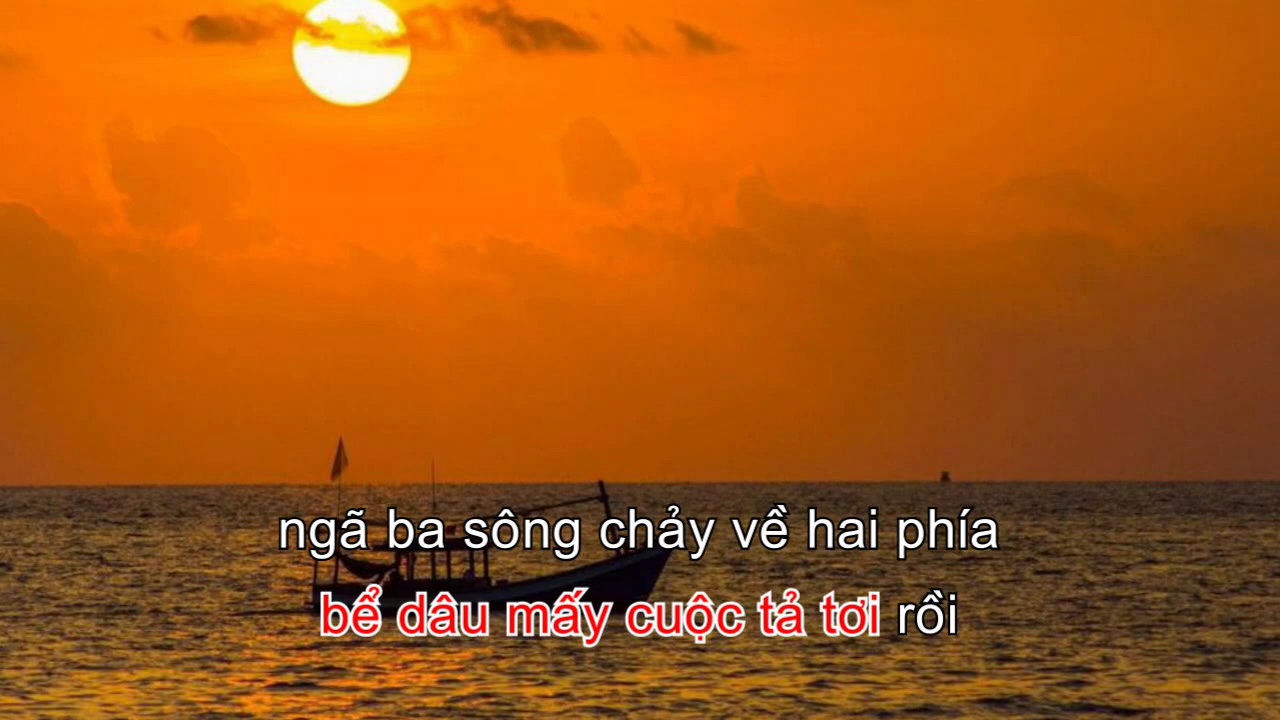 ngã ba sông chảy về hai phía
bể dâu mấy cuộc tả tơi rồi